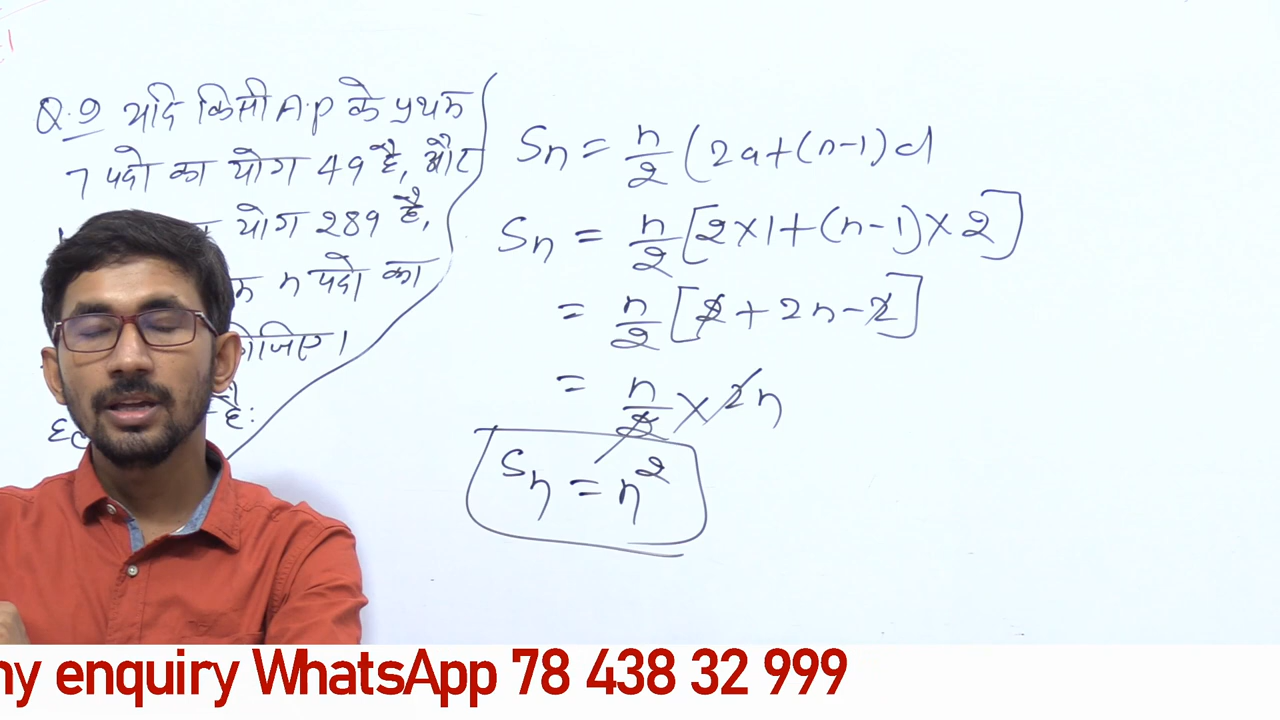 Q.9 यदि किसी A.P के प्रथम
7 पदो का योग 49 है, और
योग 289 है,
n पदो का
कीजिए।
है:
Sn = n/2 (2a+(n-1)d
Sn = n/2 [2×1+(n-1)×2]
= n/2 [2+2n-2]
= n/2 × 2n
Sn = n²
ny enquiry WhatsApp 78 438 32 999